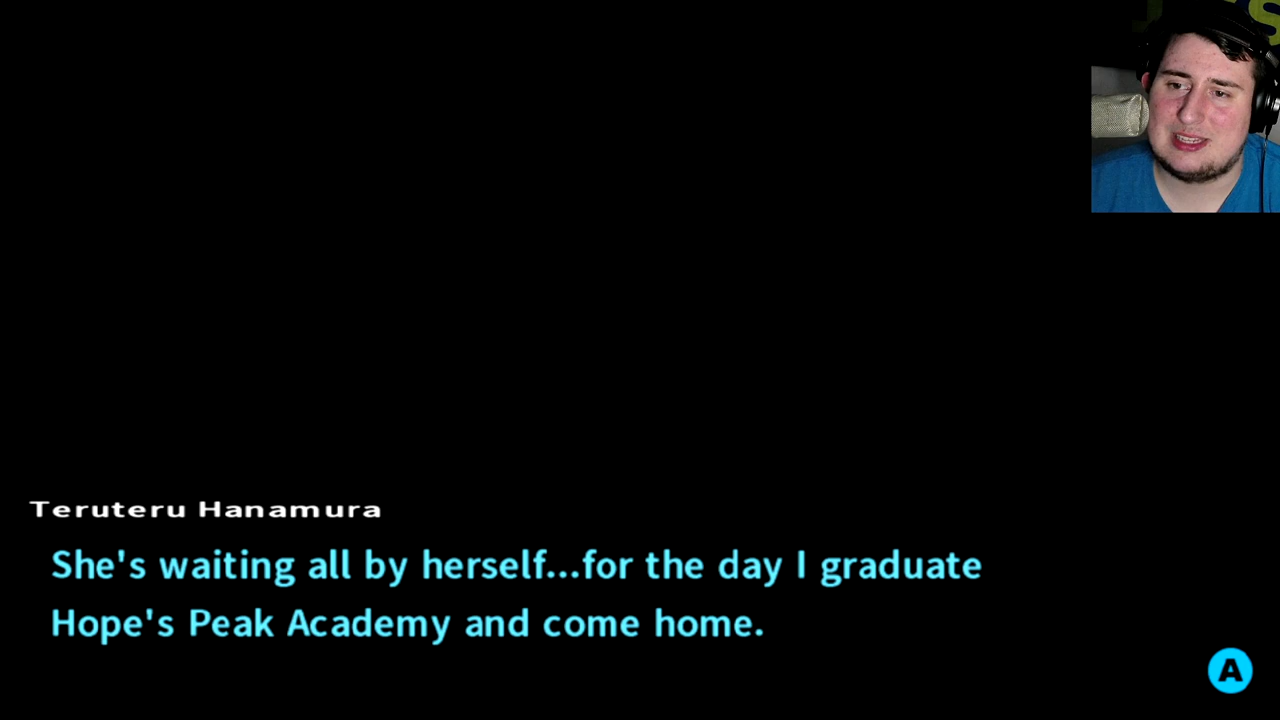 Teruteru Hanamura
She's waiting all by herself...for the day I graduate
Hope's Peak Academy and come home.
A